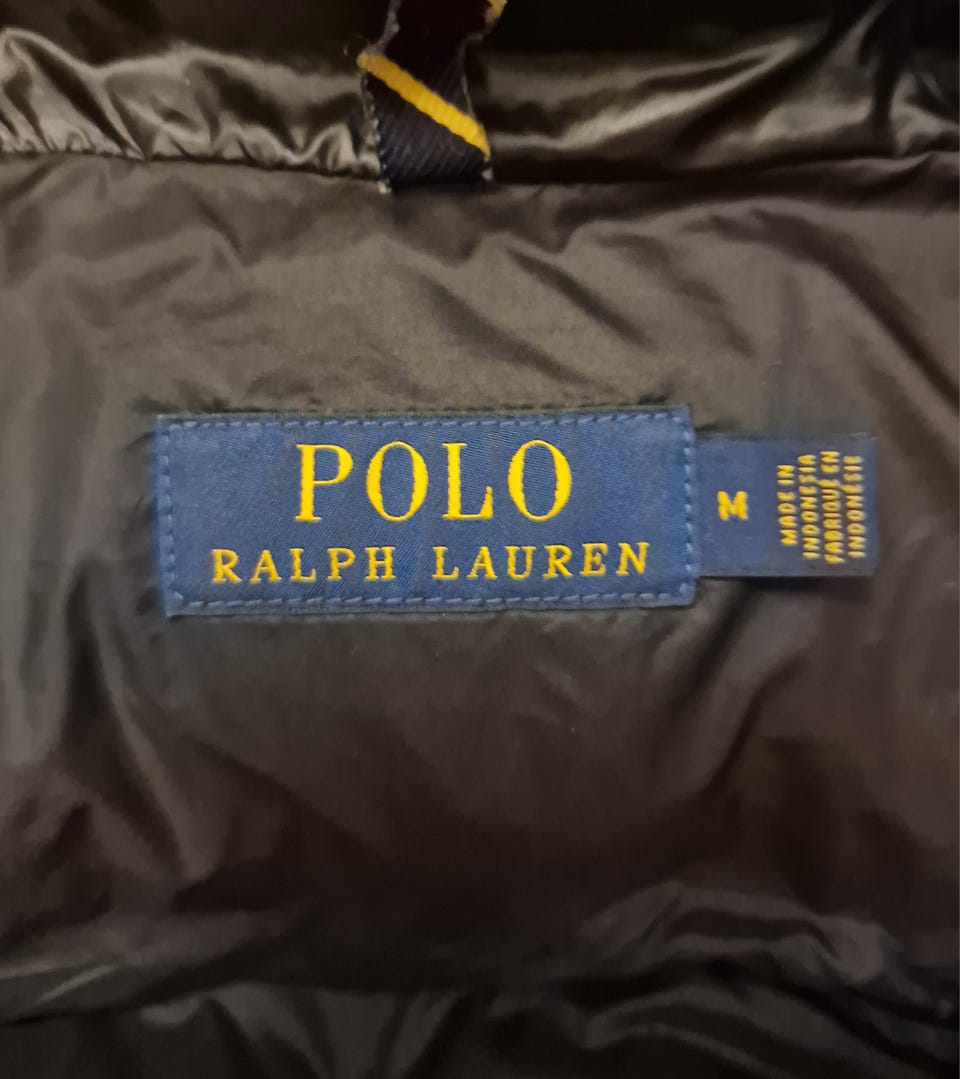 POLO
RALPH LAUREN
M
MADE IN
INDONESIA
FABRIQUÉ EN
INDONÉSIE